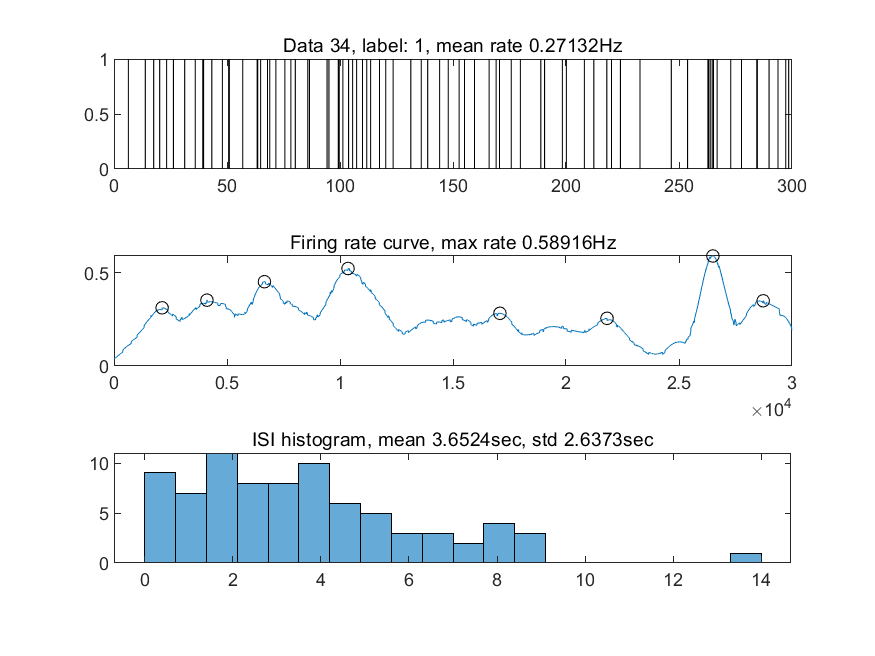 Data 34, label: 1, mean rate 0.27132Hz
1
0.5
0
0 50 100 150 200 250 300
Firing rate curve, max rate 0.58916Hz
0.5
0
0 0.5 1 1.5 2 2.5 3
×10⁴
ISI histogram, mean 3.6524sec, std 2.6373sec
10
5
0
0 2 4 6 8 10 12 14